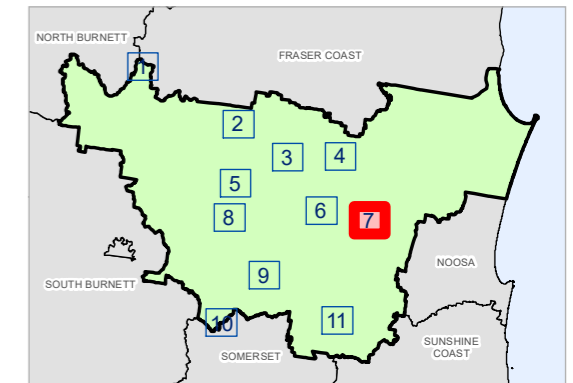 NORTH BURNETT
FRASER COAST
1
2
3
4
5
6
7
8
9
NOOSA
SOUTH BURNETT
10
11
SOMERSET
SUNSHINE
COAST